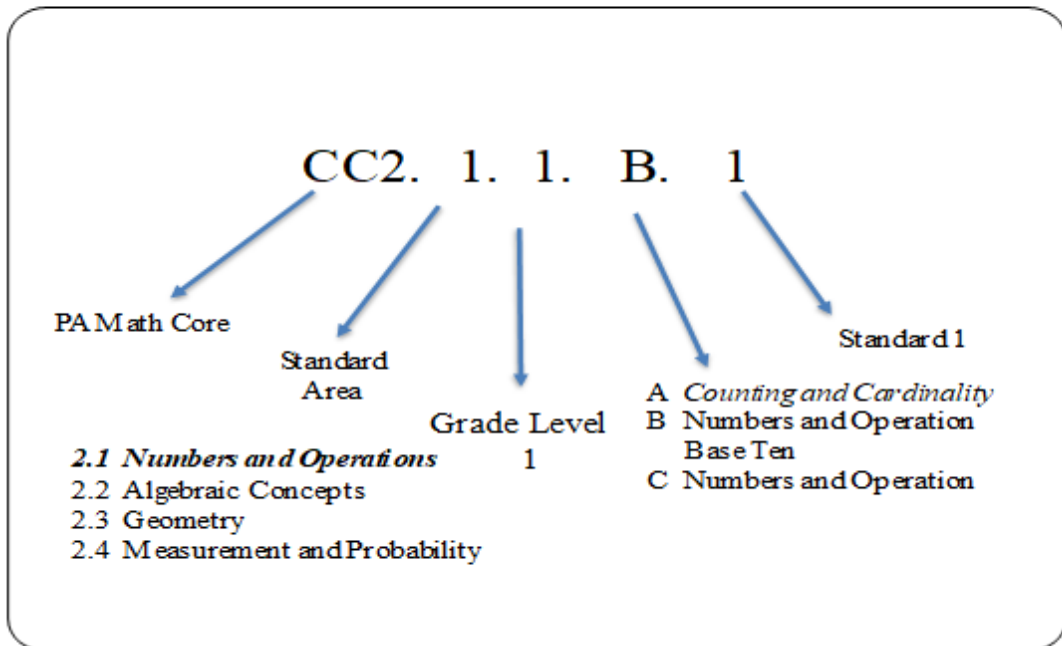 CC2. 1. 1. B. 1
PA Math Core
Standard 1
Standard
Area
A Counting and Cardinality
B Numbers and Operation
Base Ten
C Numbers and Operation
Grade Level
1
2.1 Numbers and Operations
2.2 Algebraic Concepts
2.3 Geometry
2.4 Measurement and Probability